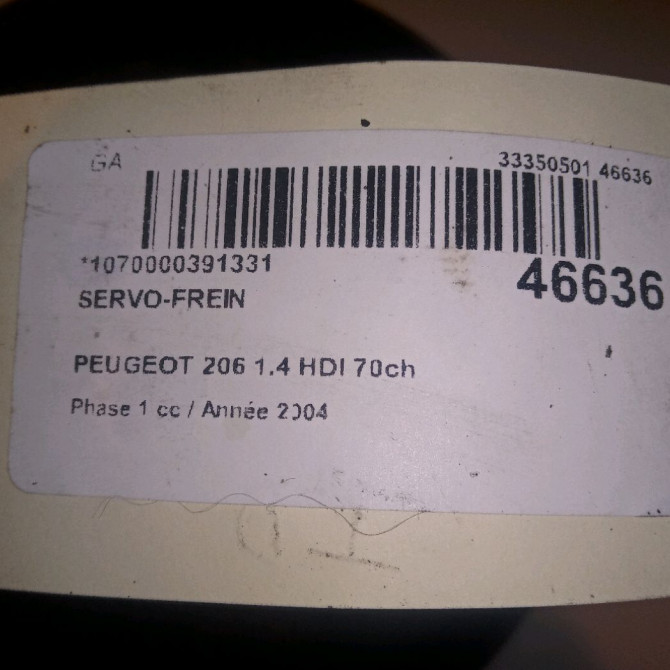 GA
33350501 46636
*1070000391331
46636
SERVO-FREIN
PEUGEOT 206 1.4 HDI 70ch
Phase 1 cc / Année 2004